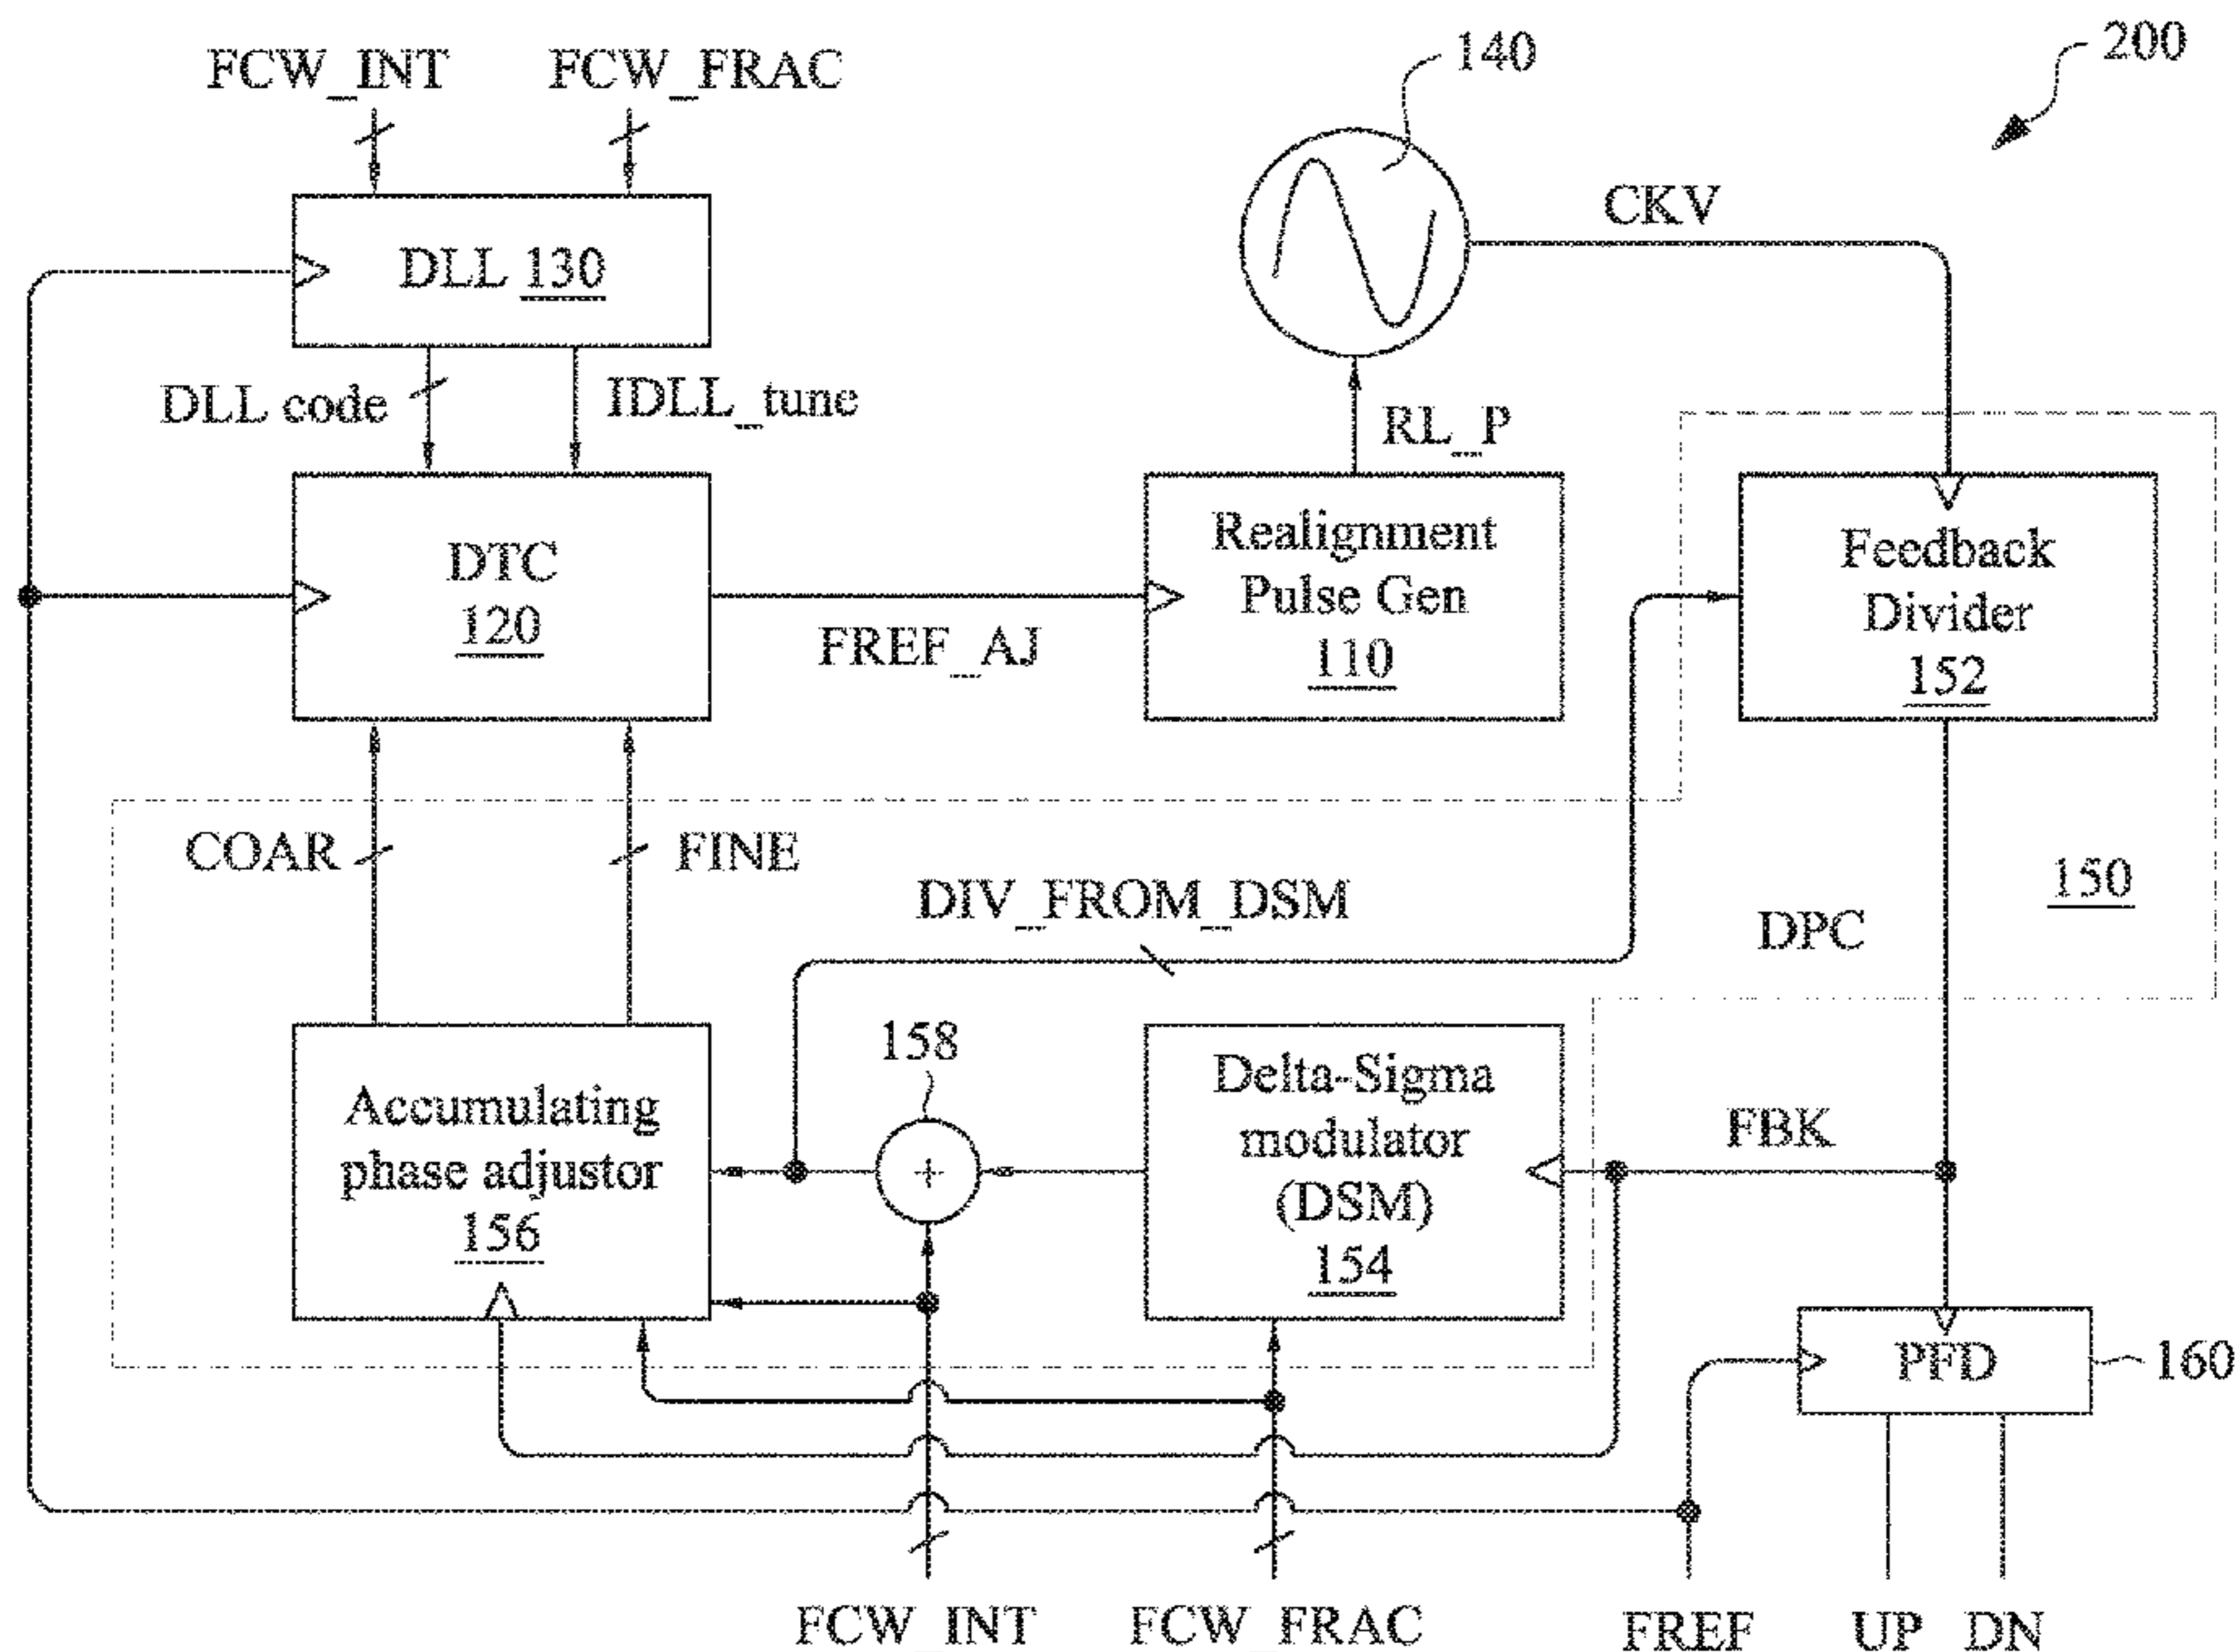 FCW_INT FCW_FRAC
140
200
CKV
DLL 130
DLL code
IDLL_tune
RL_P
DTC
120
FREF_AJ
Realignment
Pulse Gen
110
Feedback
Divider
152
COAR
FINE
DIV_FROM_DSM
DPC
150
158
Accumulating
phase adjustor
156
+
Delta-Sigma
modulator
(DSM)
154
FBK
PFD
160
FCW_INT FCW_FRAC FREF UP DN